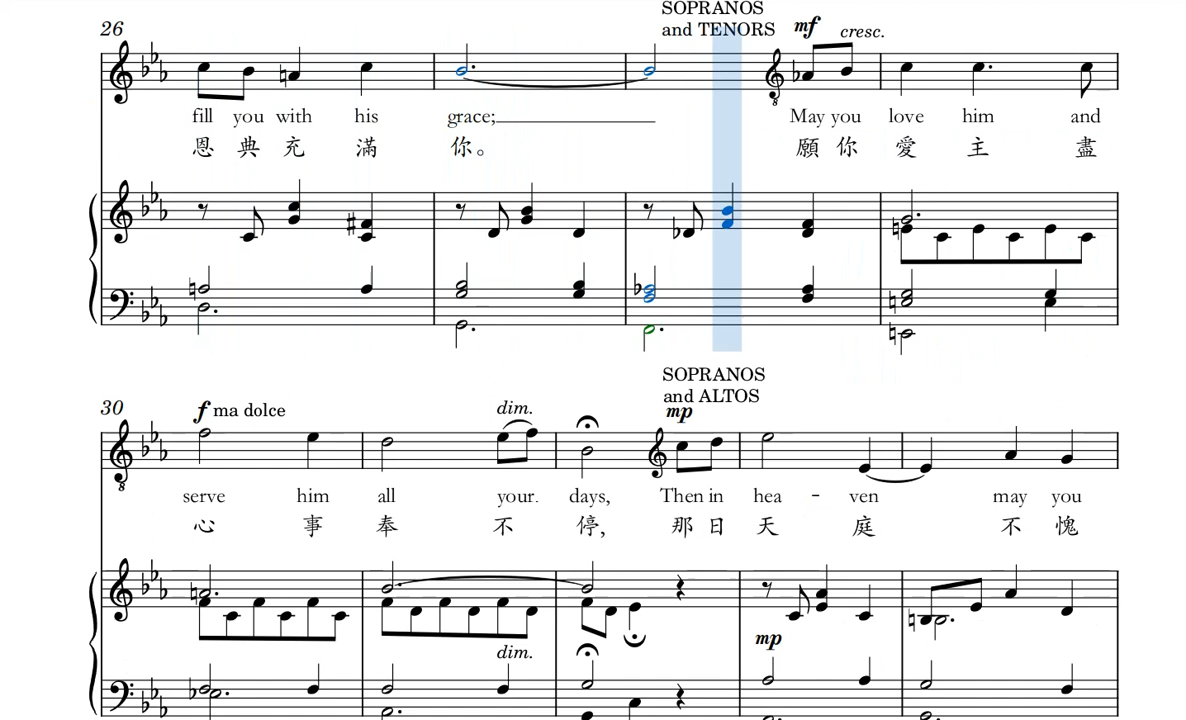 SOPRANOS
26 and TENORS mf cresc.
fill you with his grace; May you love him and
恩 典 充 滿 你。 願 你 愛 主 盡
SOPRANOS
30 f ma dolce dim. and ALTOS
mp
serve him all your. days, Then in hea - ven may you
心 事 奉 不 停, 那 日 天 庭 不 愧
mp dim.